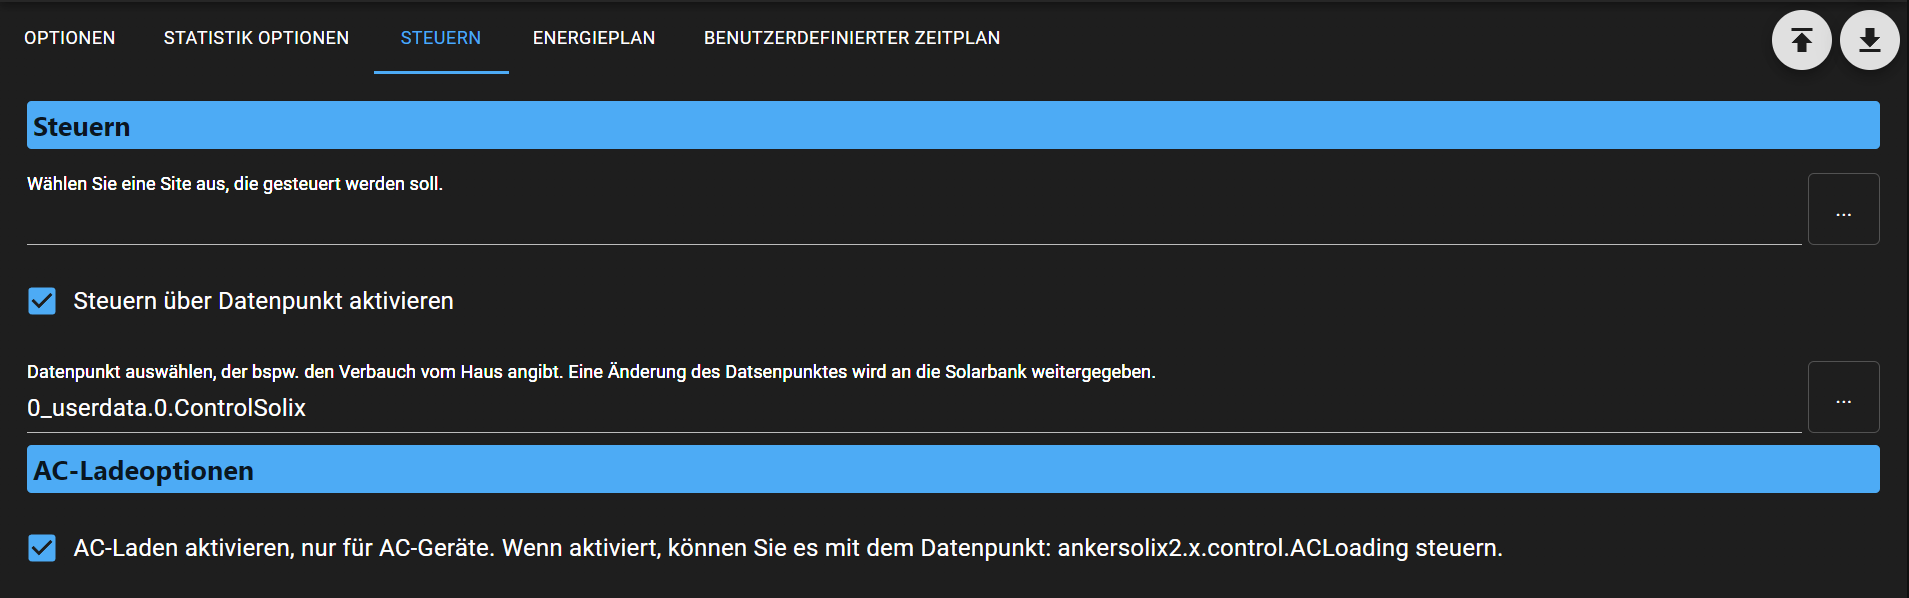 OPTIONEN STATISTIK OPTIONEN STEUERN ENERGIEPLAN BENUTZERDEFINIERTER ZEITPLAN
Steuern
Wählen Sie eine Site aus, die gesteuert werden soll.
...
Steuern über Datenpunkt aktivieren
Datenpunkt auswählen, der bspw. den Verbauch vom Haus angibt. Eine Änderung des Datsenpunktes wird an die Solarbank weitergegeben.
0_userdata.0.ControlSolix
...
AC-Ladeoptionen
AC-Laden aktivieren, nur für AC-Geräte. Wenn aktiviert, können Sie es mit dem Datenpunkt: ankersolix2.x.control.ACLoading steuern.